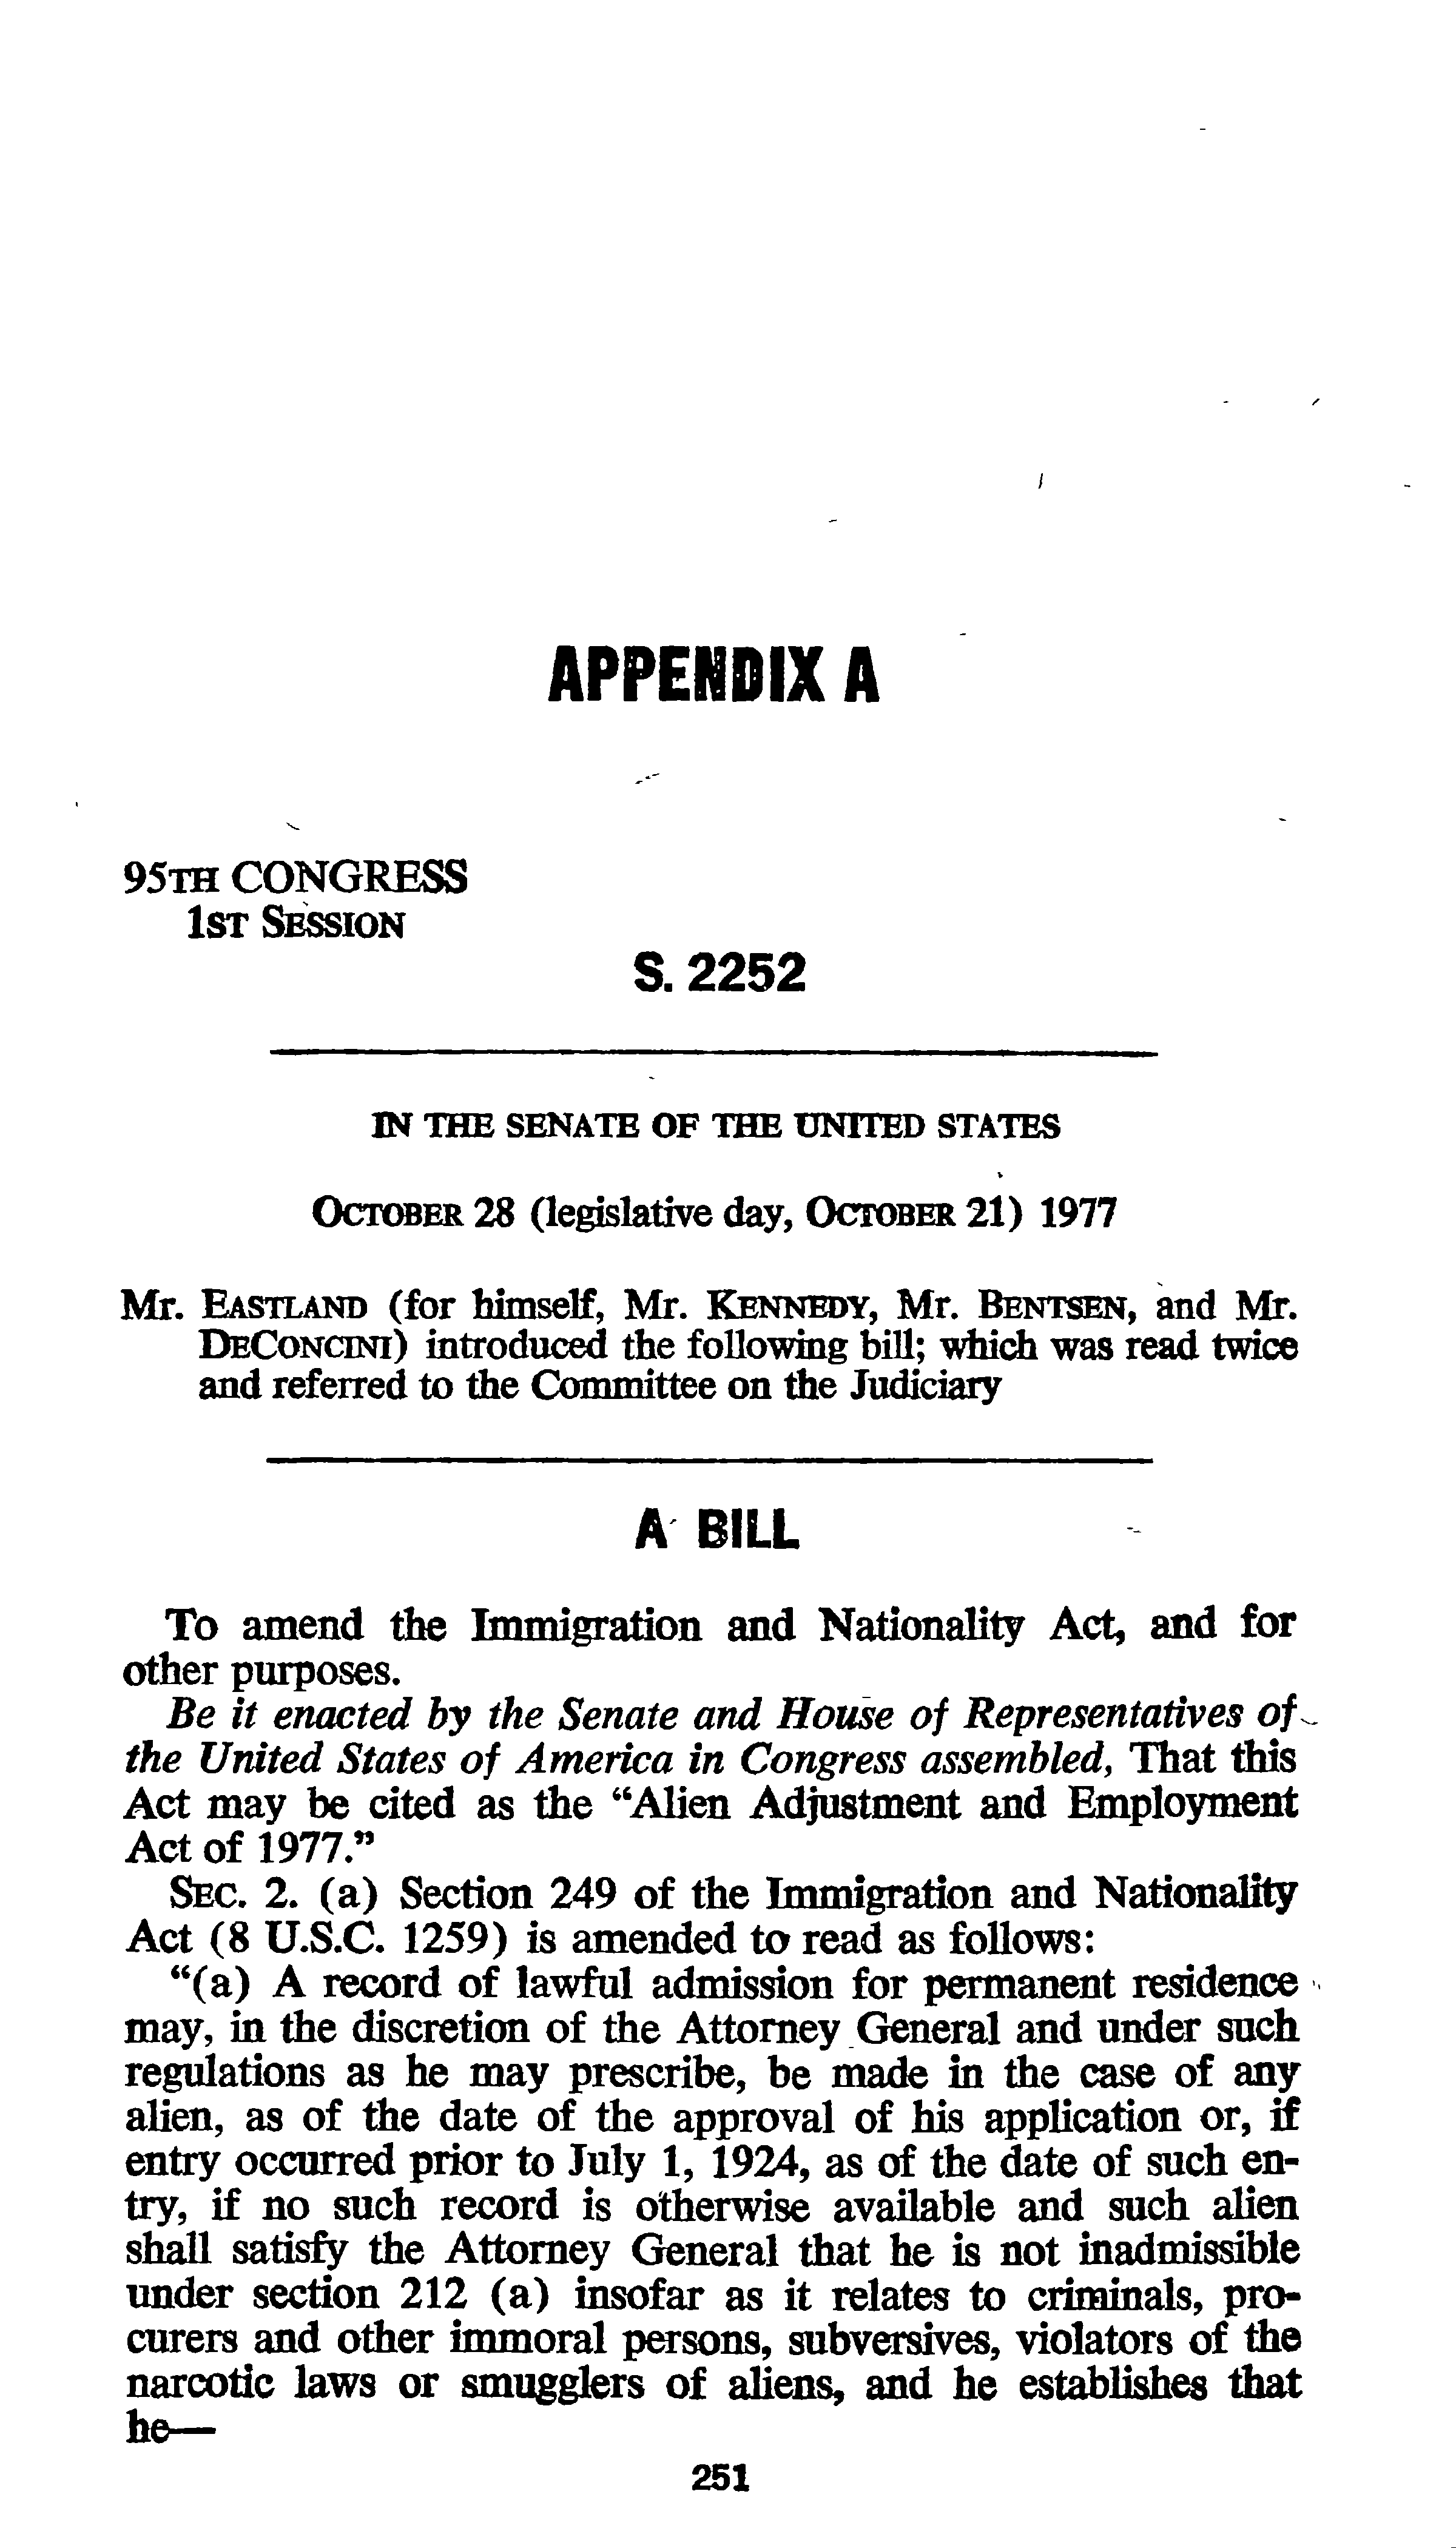 APPENDIX A
95TH CONGRESS
1ST SESSION
S. 2252
IN THE SENATE OF THE UNITED STATES
OCTOBER 28 (legislative day, OCTOBER 21) 1977
Mr. EASTLAND (for himself, Mr. KENNEDY, Mr. BENTSEN, and Mr.
DECONCINI) introduced the following bill; which was read twice
and referred to the Committee on the Judiciary
A BILL
To amend the Immigration and Nationality Act, and for
other purposes.
Be it enacted by the Senate and House of Representatives of
the United States of America in Congress assembled, That this
Act may be cited as the “Alien Adjustment and Employment
Act of 1977.”
SEC. 2. (a) Section 249 of the Immigration and Nationality
Act (8 U.S.C. 1259) is amended to read as follows:
“(a) A record of lawful admission for permanent residence
may, in the discretion of the Attorney General and under such
regulations as he may prescribe, be made in the case of any
alien, as of the date of the approval of his application or, if
entry occurred prior to July 1, 1924, as of the date of such en-
try, if no such record is otherwise available and such alien
shall satisfy the Attorney General that he is not inadmissible
under section 212 (a) insofar as it relates to criminals, pro-
curers and other immoral persons, subversives, violators of the
narcotic laws or smugglers of aliens, and he establishes that
he—
251